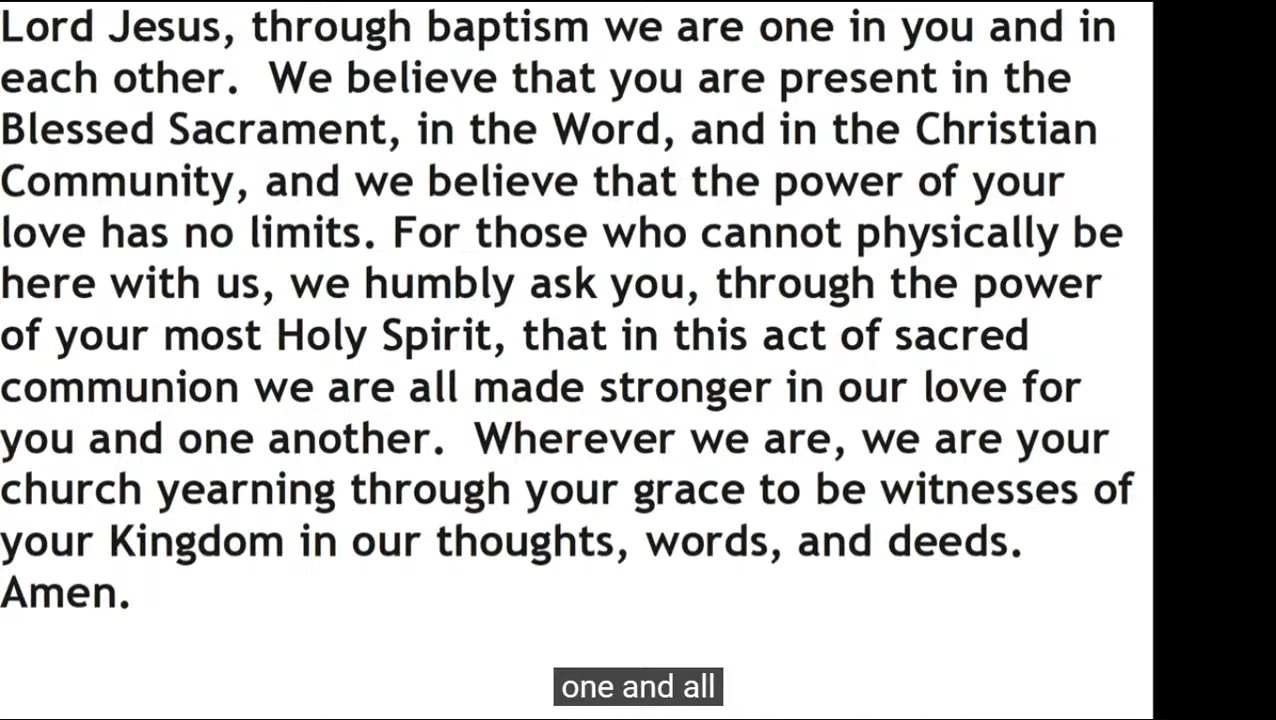 Lord Jesus, through baptism we are one in you and in
each other.  We believe that you are present in the
Blessed Sacrament, in the Word, and in the Christian
Community, and we believe that the power of your
love has no limits. For those who cannot physically be
here with us, we humbly ask you, through the power
of your most Holy Spirit, that in this act of sacred
communion we are all made stronger in our love for
you and one another.  Wherever we are, we are your
church yearning through your grace to be witnesses of
your Kingdom in our thoughts, words, and deeds.
Amen.
one and all